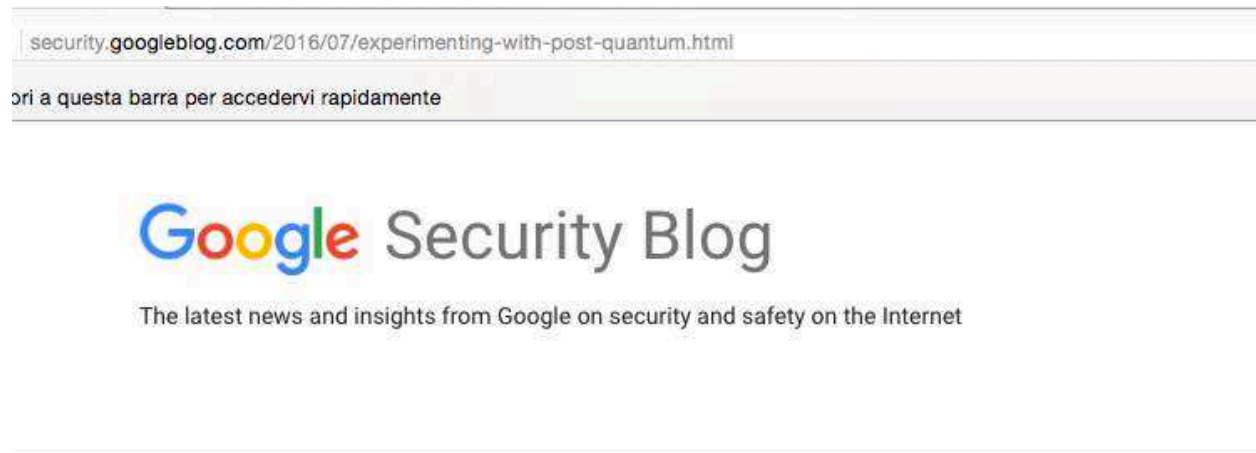 security.googleblog.com/2016/07/experimenting-with-post-quantum.html
ori a questa barra per accedervi rapidamente
Google Security Blog
The latest news and insights from Google on security and safety on the Internet